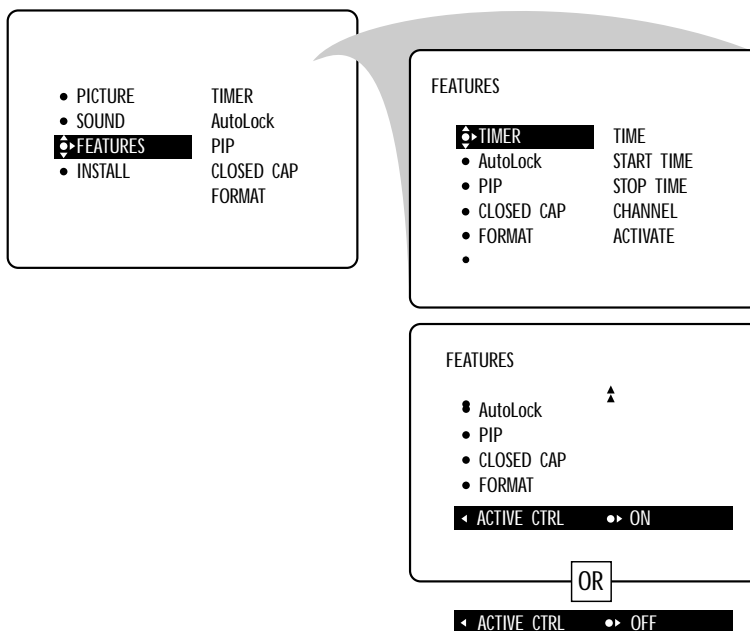 PICTURE TIMER
SOUND AutoLock
FEATURES PIP
INSTALL CLOSED CAP
FORMAT
FEATURES
TIMER TIME
AutoLock START TIME
PIP STOP TIME
CLOSED CAP CHANNEL
FORMAT ACTIVATE
FEATURES
AutoLock
PIP
CLOSED CAP
FORMAT
ACTIVE CTRL ON
OR
ACTIVE CTRL OFF